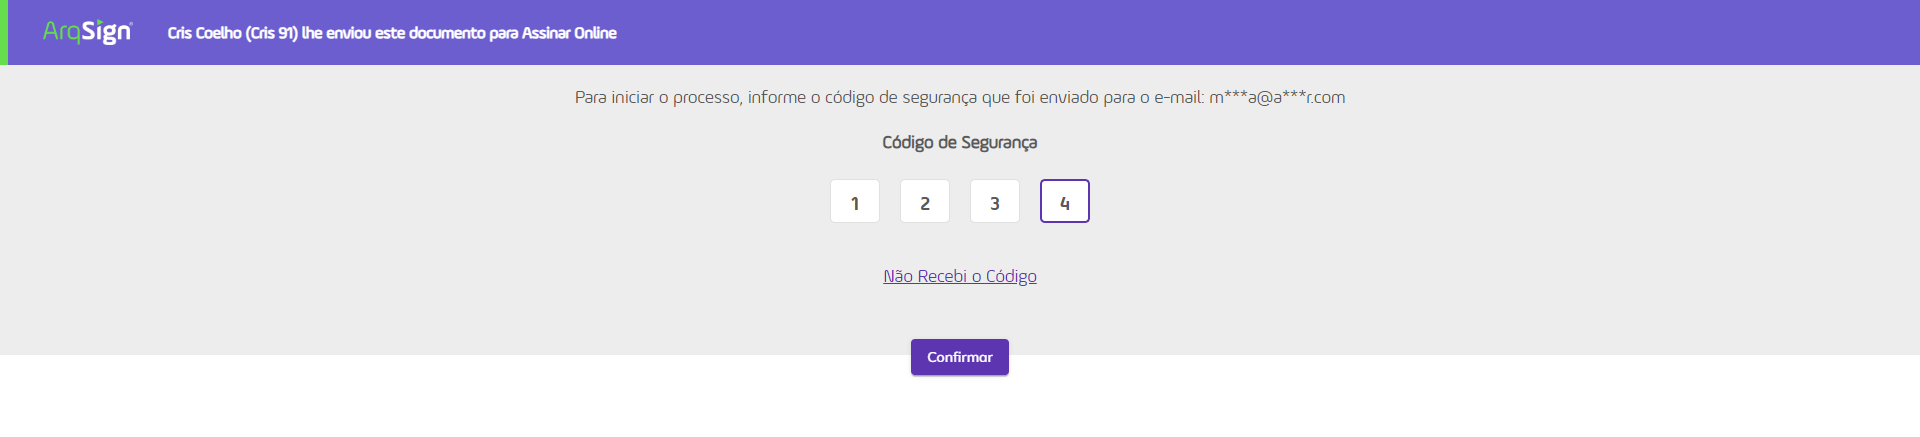 ArqSign®
Cris Coelho (Cris 91) lhe enviou este documento para Assinar Online
Para iniciar o processo, informe o código de segurança que foi enviado para o e-mail: m***a@a***r.com
Código de Segurança
1 2 3 4
Não Recebi o Código
Confirmar